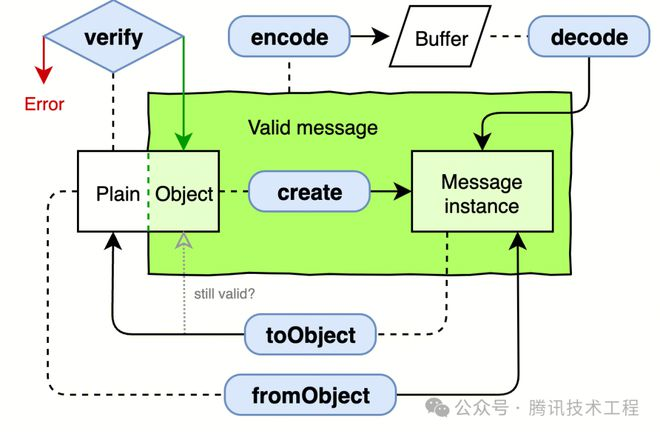 verify
encode
Buffer
decode
Error
Valid message
Plain
Object
create
Message
instance
still valid?
toObject
fromObject
公众号 · 腾讯技术工程